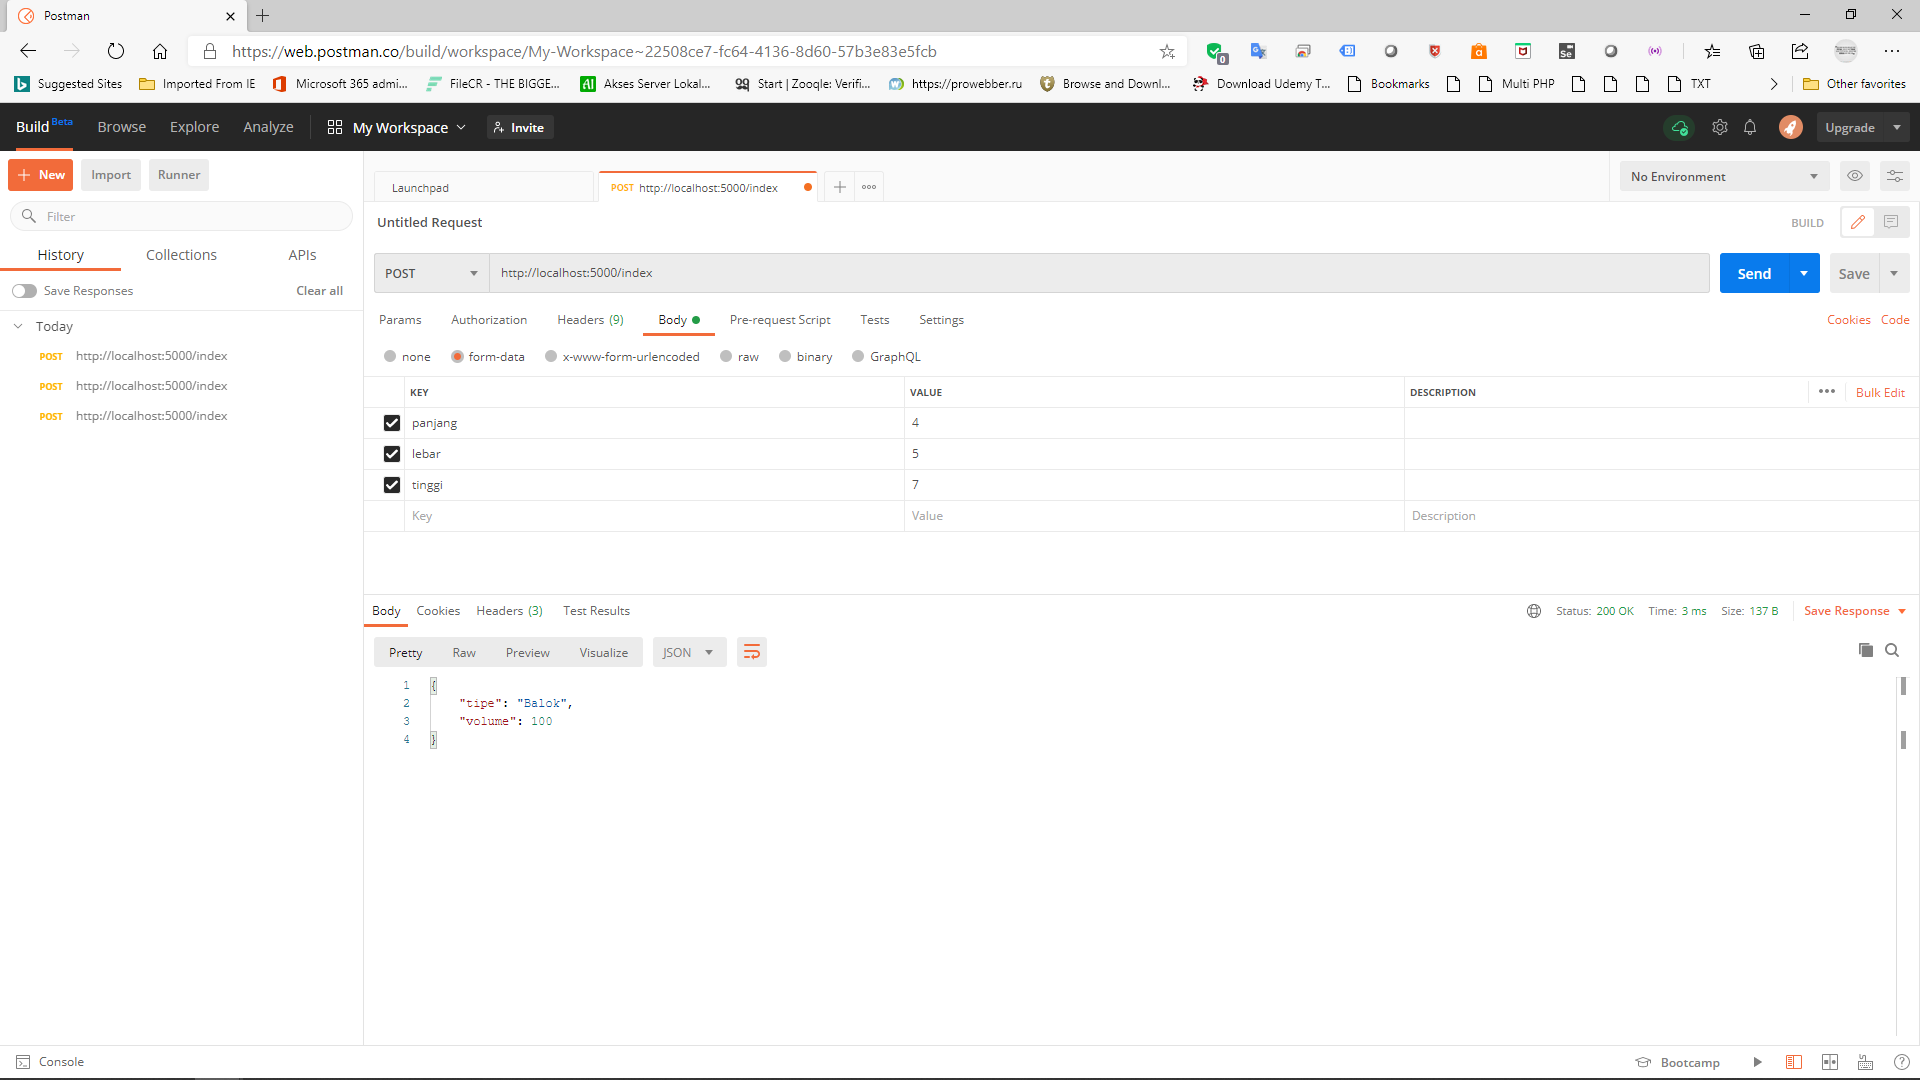 Postman
https://web.postman.co/build/workspace/My-Workspace~22508ce7-fc64-4136-8d60-57b3e83e5fcb
Suggested Sites Imported From IE Microsoft 365 admi... FileCR - THE BIGGE... Akses Server Lokal... Start | Zooqle: Verifi... https://prowebber.ru Browse and Downl... Download Udemy T... Bookmarks Multi PHP TXT Other favorites
Build Beta Browse Explore Analyze My Workspace Invite Upgrade
New Import Runner
Launchpad POST http://localhost:5000/index No Environment
Filter
Untitled Request BUILD
History Collections APIs
POST http://localhost:5000/index Send Save
Save Responses Clear all
Params Authorization Headers (9) Body Pre-request Script Tests Settings Cookies Code
Today
POST http://localhost:5000/index
POST http://localhost:5000/index
POST http://localhost:5000/index
none form-data x-www-form-urlencoded raw binary GraphQL
KEY VALUE DESCRIPTION Bulk Edit
panjang 4
lebar 5
tinggi 7
Key Value Description
Body Cookies Headers (3) Test Results Status: 200 OK Time: 3 ms Size: 137 B Save Response
Pretty Raw Preview Visualize JSON
1 {
2 "tipe": "Balok",
3 "volume": 100
4 }
Console Bootcamp